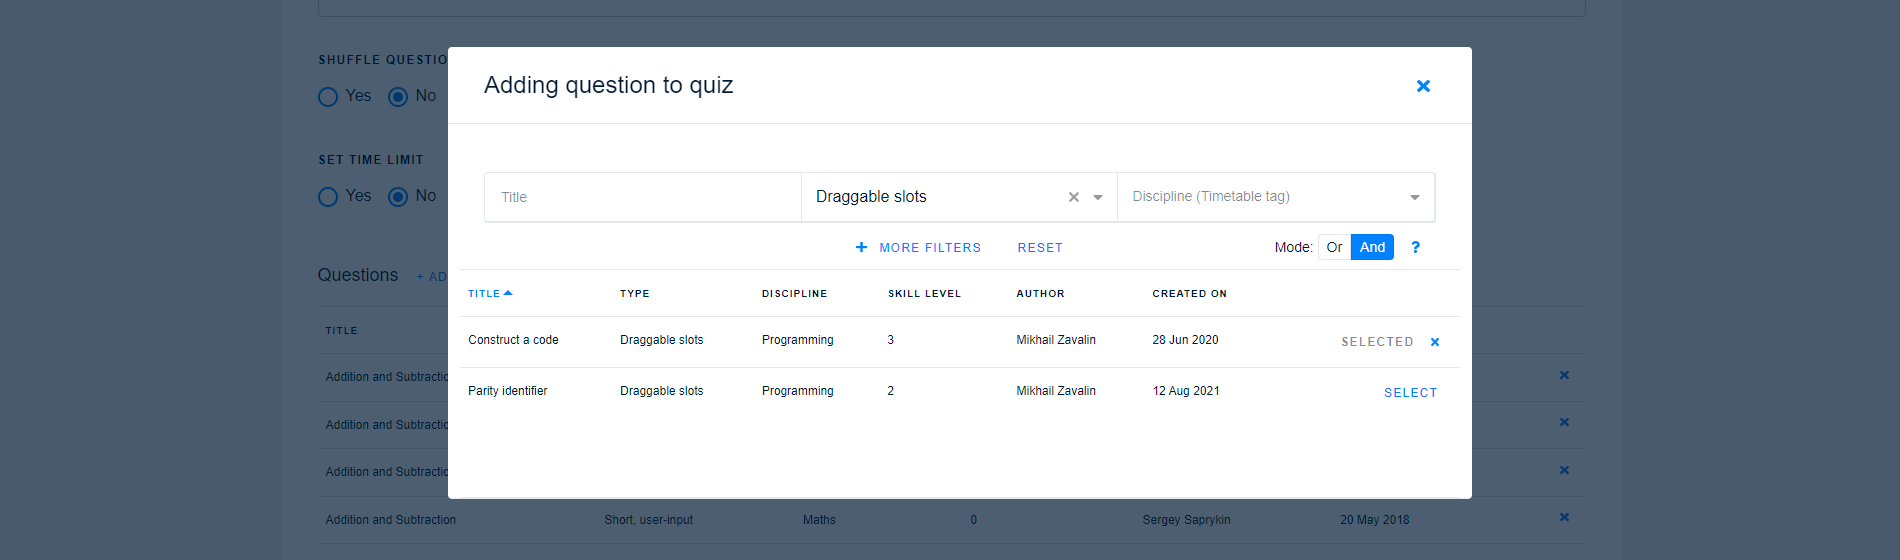 SHUFFLE QUESTIO
Yes No
SET TIME LIMIT
Yes No
Questions + AD
TITLE
Addition and Subtractic
Addition and Subtractic
Addition and Subtractic
Addition and Subtraction Short, user-input Maths 0 Sergey Saprykin 20 May 2018
Adding question to quiz
Title Draggable slots Discipline (Timetable tag)
+ MORE FILTERS RESET Mode: Or And ?
TITLE TYPE DISCIPLINE SKILL LEVEL AUTHOR CREATED ON
Construct a code Draggable slots Programming 3 Mikhail Zavalin 28 Jun 2020 SELECTED
Parity identifier Draggable slots Programming 2 Mikhail Zavalin 12 Aug 2021 SELECT